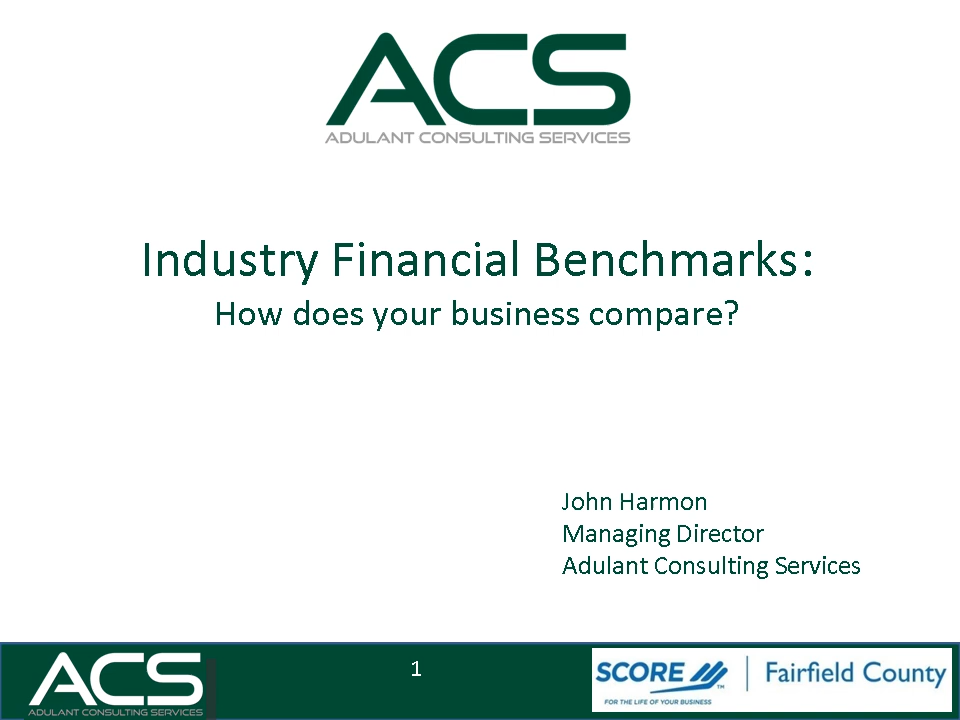 ACS
ADULANT CONSULTING SERVICES
Industry Financial Benchmarks:
How does your business compare?
John Harmon
Managing Director
Adulant Consulting Services
ACS
ADULANT CONSULTING SERVICES
1
SCORE TM
FOR THE LIFE OF YOUR BUSINESS
Fairfield County